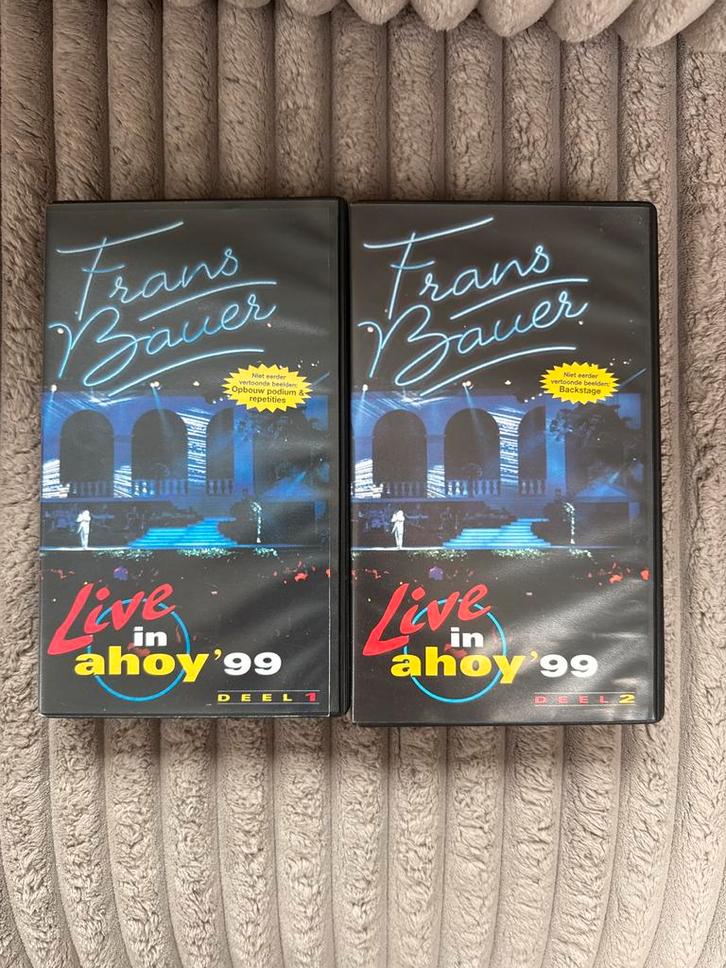 Frans
Bauer
Niet eerder
vertoonde beelden:
Opbouw podium &
repetities
Live
in
ahoy '99
DEEL 1
Frans
Bauer
Niet eerder
vertoonde beelden:
Backstage
Live
in
ahoy '99
DEEL 2